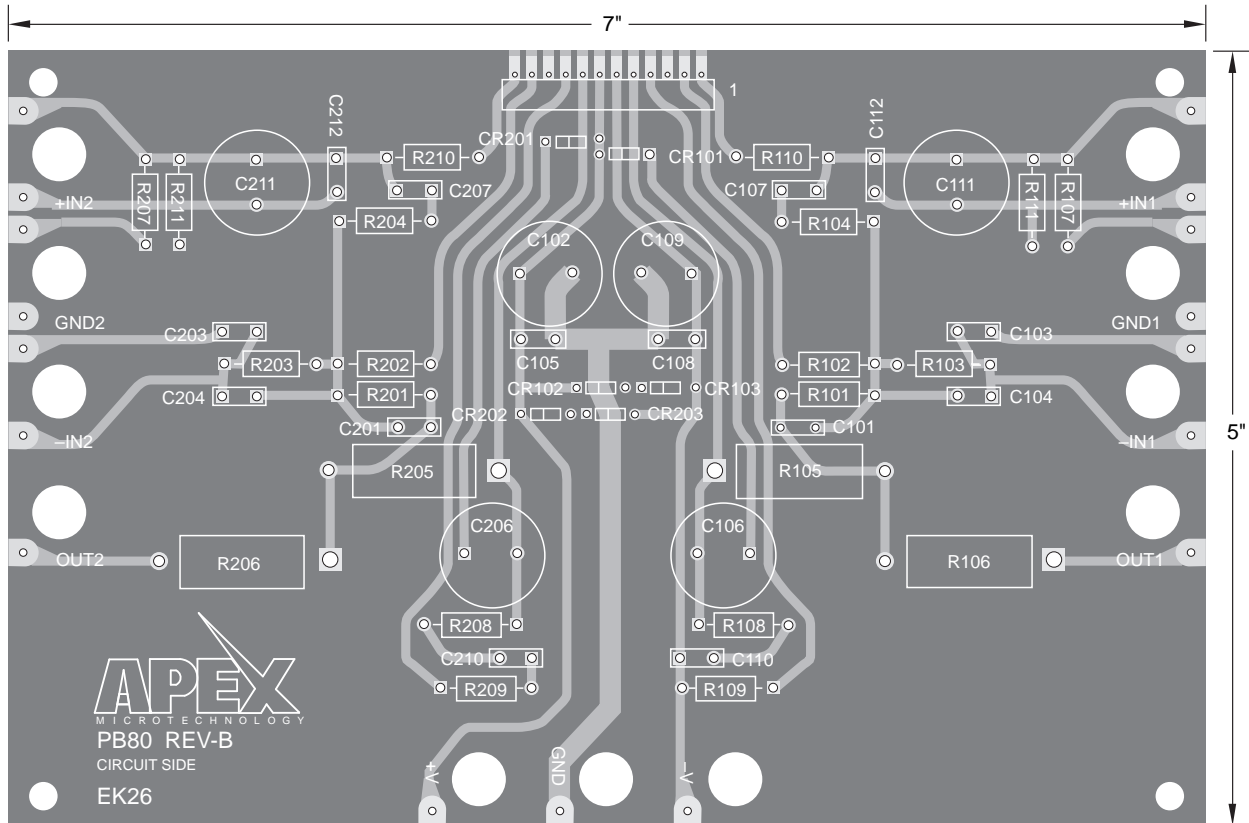 7"
1
C212
C112
CR201
CR101
R210
R110
C211
C111
C207
C107
+IN2
R207
R211
R111
R107
+IN1
R204
R104
C102
C109
GND2
GND1
C203
C103
C105
C108
R203
R202
R102
R103
CR102
CR103
C204
R201
R101
C104
CR202
CR203
C201
C101
–IN2
–IN1
5"
R205
R105
C206
C106
OUT2
R206
R106
OUT1
R208
R108
C210
C110
R209
R109
APEX
MICROTECHNOLOGY
PB80 REV-B
CIRCUIT SIDE
EK26
+V
GND
–V